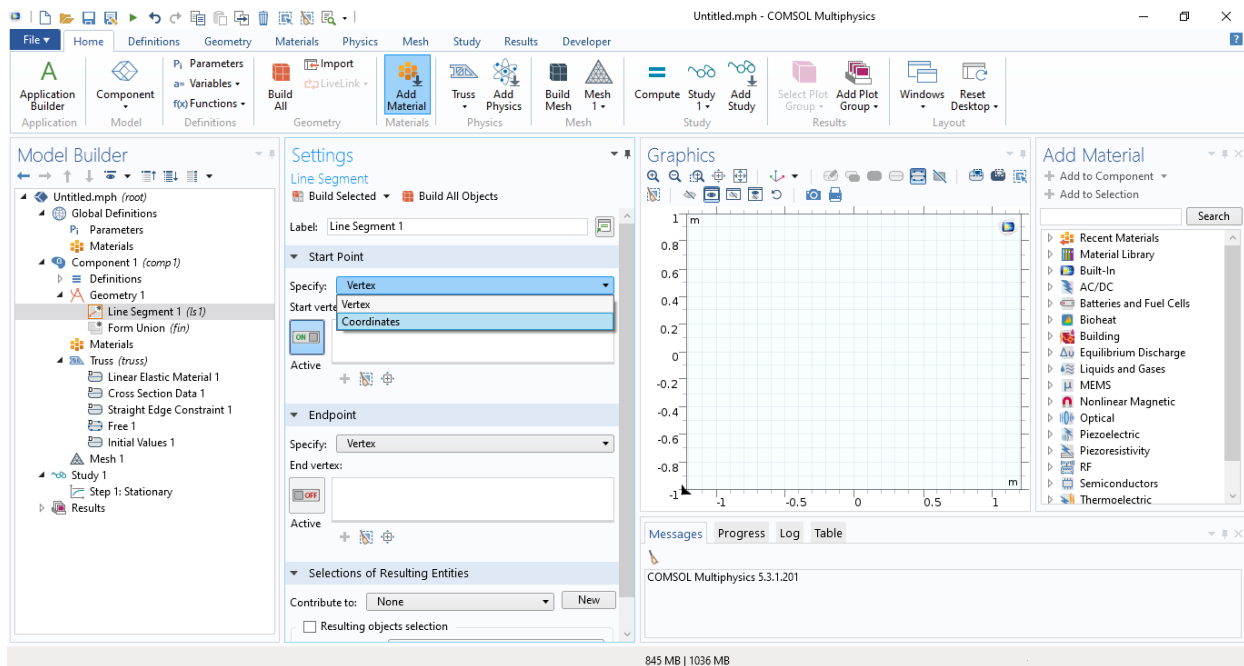 Untitled.mph - COMSOL Multiphysics
File Home Definitions Geometry Materials Physics Mesh Study Results Developer
A
Application Builder
Application
Component
Model
Pi Parameters
a= Variables
f(x) Functions
Definitions
Build All
Import
LiveLink
Geometry
Add Material
Materials
Truss
Add Physics
Physics
Build Mesh
Mesh 1
Mesh
Compute
Study 1
Add Study
Study
Select Plot Group
Add Plot Group
Results
Windows
Reset Desktop
Layout
Model Builder
Untitled.mph (root)
Global Definitions
Pi Parameters
Materials
Component 1 (comp1)
Definitions
Geometry 1
Line Segment 1 (ls1)
Form Union (fin)
Materials
Truss (truss)
Linear Elastic Material 1
Cross Section Data 1
Straight Edge Constraint 1
Free 1
Initial Values 1
Mesh 1
Study 1
Step 1: Stationary
Results
Settings
Line Segment
Build Selected Build All Objects
Label: Line Segment 1
Start Point
Specify: Vertex
Vertex
Coordinates
Start verte
ON
Active
Endpoint
Specify: Vertex
End vertex:
OFF
Active
Selections of Resulting Entities
Contribute to: None New
Resulting objects selection
Graphics
m
1
0.8
0.6
0.4
0.2
0
-0.2
-0.4
-0.6
-0.8
-1
m
-1 -0.5 0 0.5 1
Messages Progress Log Table
COMSOL Multiphysics 5.3.1.201
Add Material
Add to Component
Add to Selection
Search
Recent Materials
Material Library
Built-In
AC/DC
Batteries and Fuel Cells
Bioheat
Building
Equilibrium Discharge
Liquids and Gases
MEMS
Nonlinear Magnetic
Optical
Piezoelectric
Piezoresistivity
RF
Semiconductors
Thermoelectric
845 MB | 1036 MB